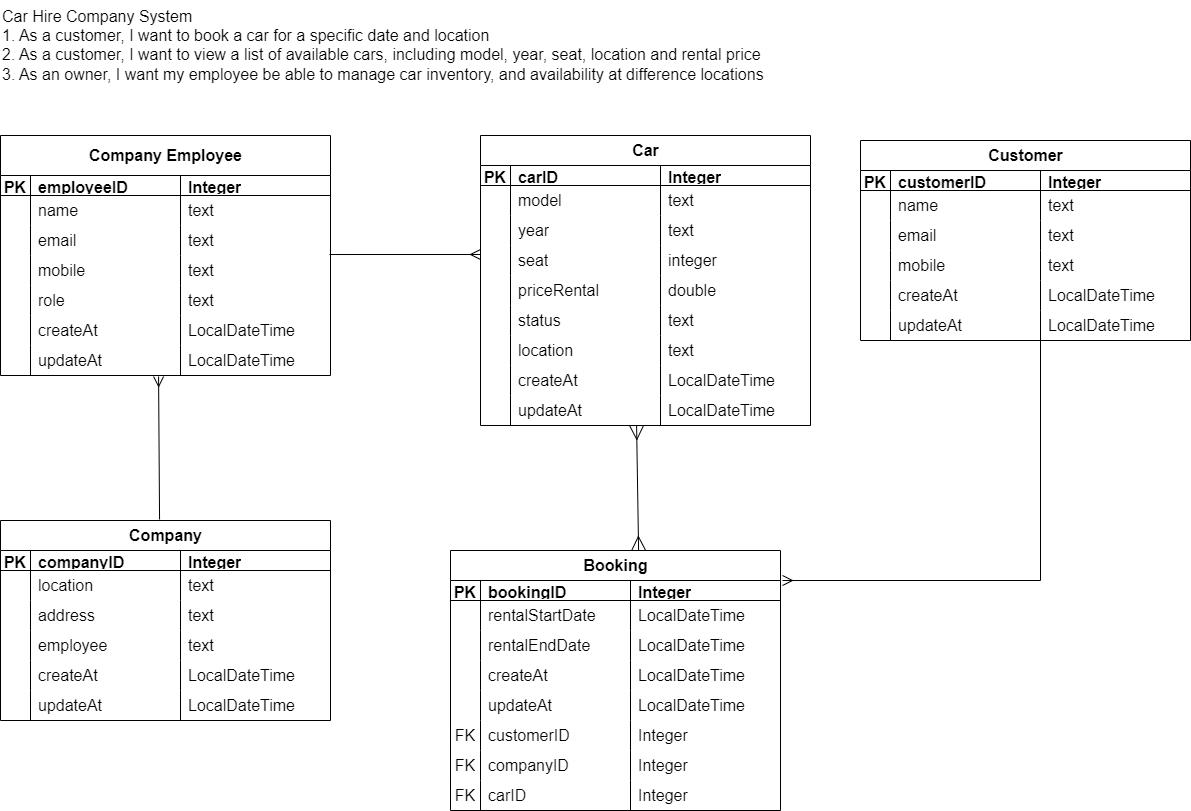 Car Hire Company System
1. As a customer, I want to book a car for a specific date and location
2. As a customer, I want to view a list of available cars, including model, year, seat, location and rental price
3. As an owner, I want my employee be able to manage car inventory, and availability at difference locations
Company Employee
PK employeeID Integer
name text
email text
mobile text
role text
createAt LocalDateTime
updateAt LocalDateTime
Car
PK carID Integer
model text
year text
seat integer
priceRental double
status text
location text
createAt LocalDateTime
updateAt LocalDateTime
Customer
PK customerID Integer
name text
email text
mobile text
createAt LocalDateTime
updateAt LocalDateTime
Company
PK companyID Integer
location text
address text
employee text
createAt LocalDateTime
updateAt LocalDateTime
Booking
PK bookingID Integer
rentalStartDate LocalDateTime
rentalEndDate LocalDateTime
createAt LocalDateTime
updateAt LocalDateTime
FK customerID Integer
FK companyID Integer
FK carID Integer